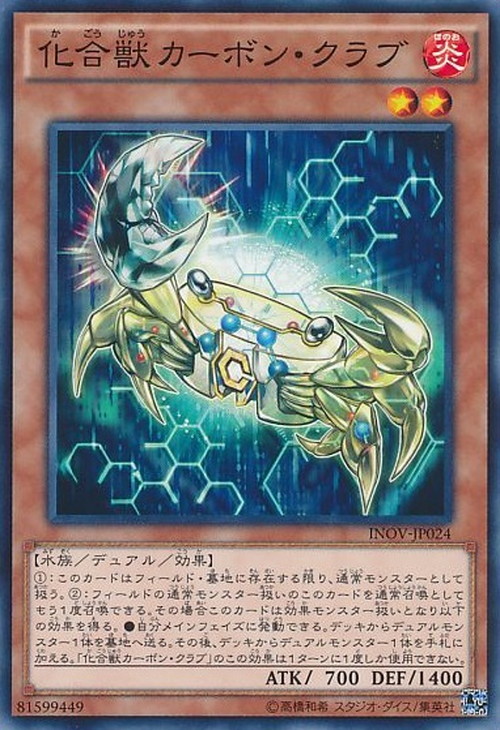 化合獣カーボン・クラブ
炎
INOV-JP024
【水族／デュアル／効果】
①：このカードはフィールド・墓地に存在する限り、通常モンスターとして
扱う。②：フィールドの通常モンスター扱いのこのカードを通常召喚として
もう１度召喚できる。その場合このカードは効果モンスター扱いとなり以下
の効果を得る。●自分メインフェイズに発動できる。デッキからデュアルモン
スター１体を墓地へ送る。その後、デッキからデュアルモンスター１体を手札に
加える。「化合獣カーボン・クラブ」のこの効果は１ターンに１度しか使用できない。
ATK/ 700 DEF/1400
81599449
©高橋和希 スタジオ・ダイス/集英社